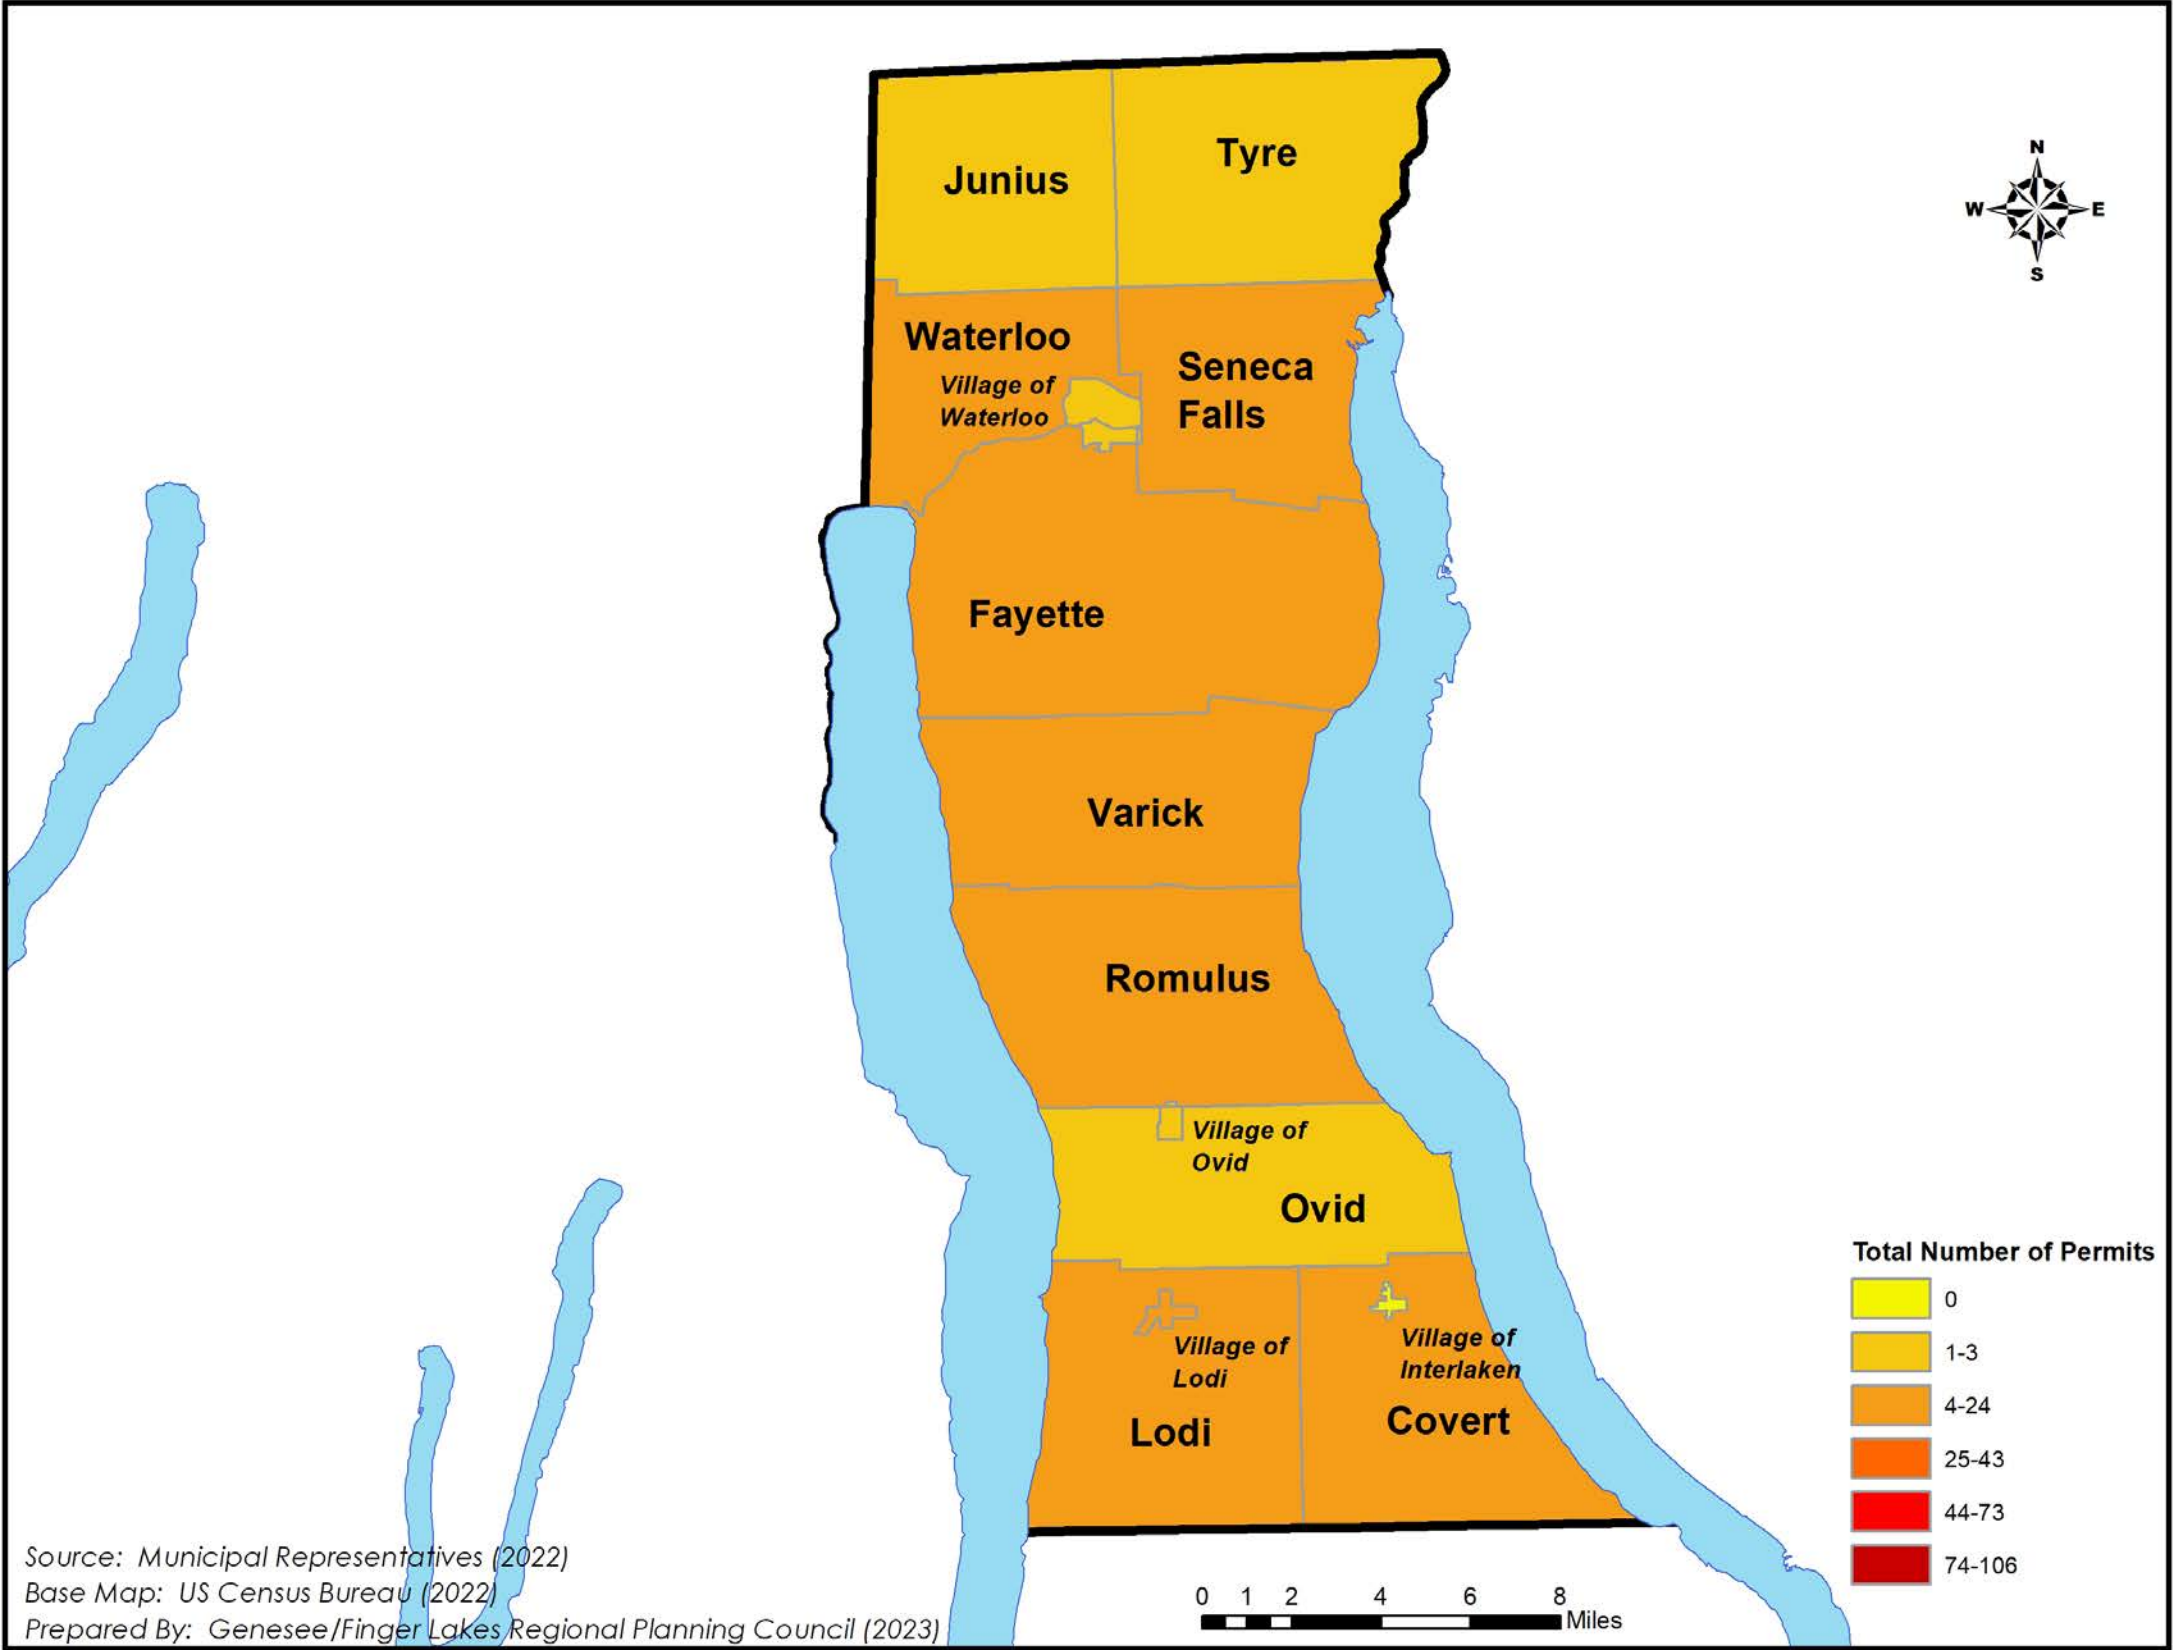 Tyre
Junius
N
W
E
S
Waterloo
Seneca
Falls
Village of
Waterloo
Fayette
Varick
Romulus
Village of
Ovid
Ovid
Village of
Lodi
Village of
Interlaken
Lodi
Covert
Total Number of Permits
0
1-3
4-24
25-43
44-73
74-106
Source: Municipal Representatives (2022)
Base Map: US Census Bureau (2022)
Prepared By: Genesee/Finger Lakes Regional Planning Council (2023)
0 1 2 4 6 8
Miles